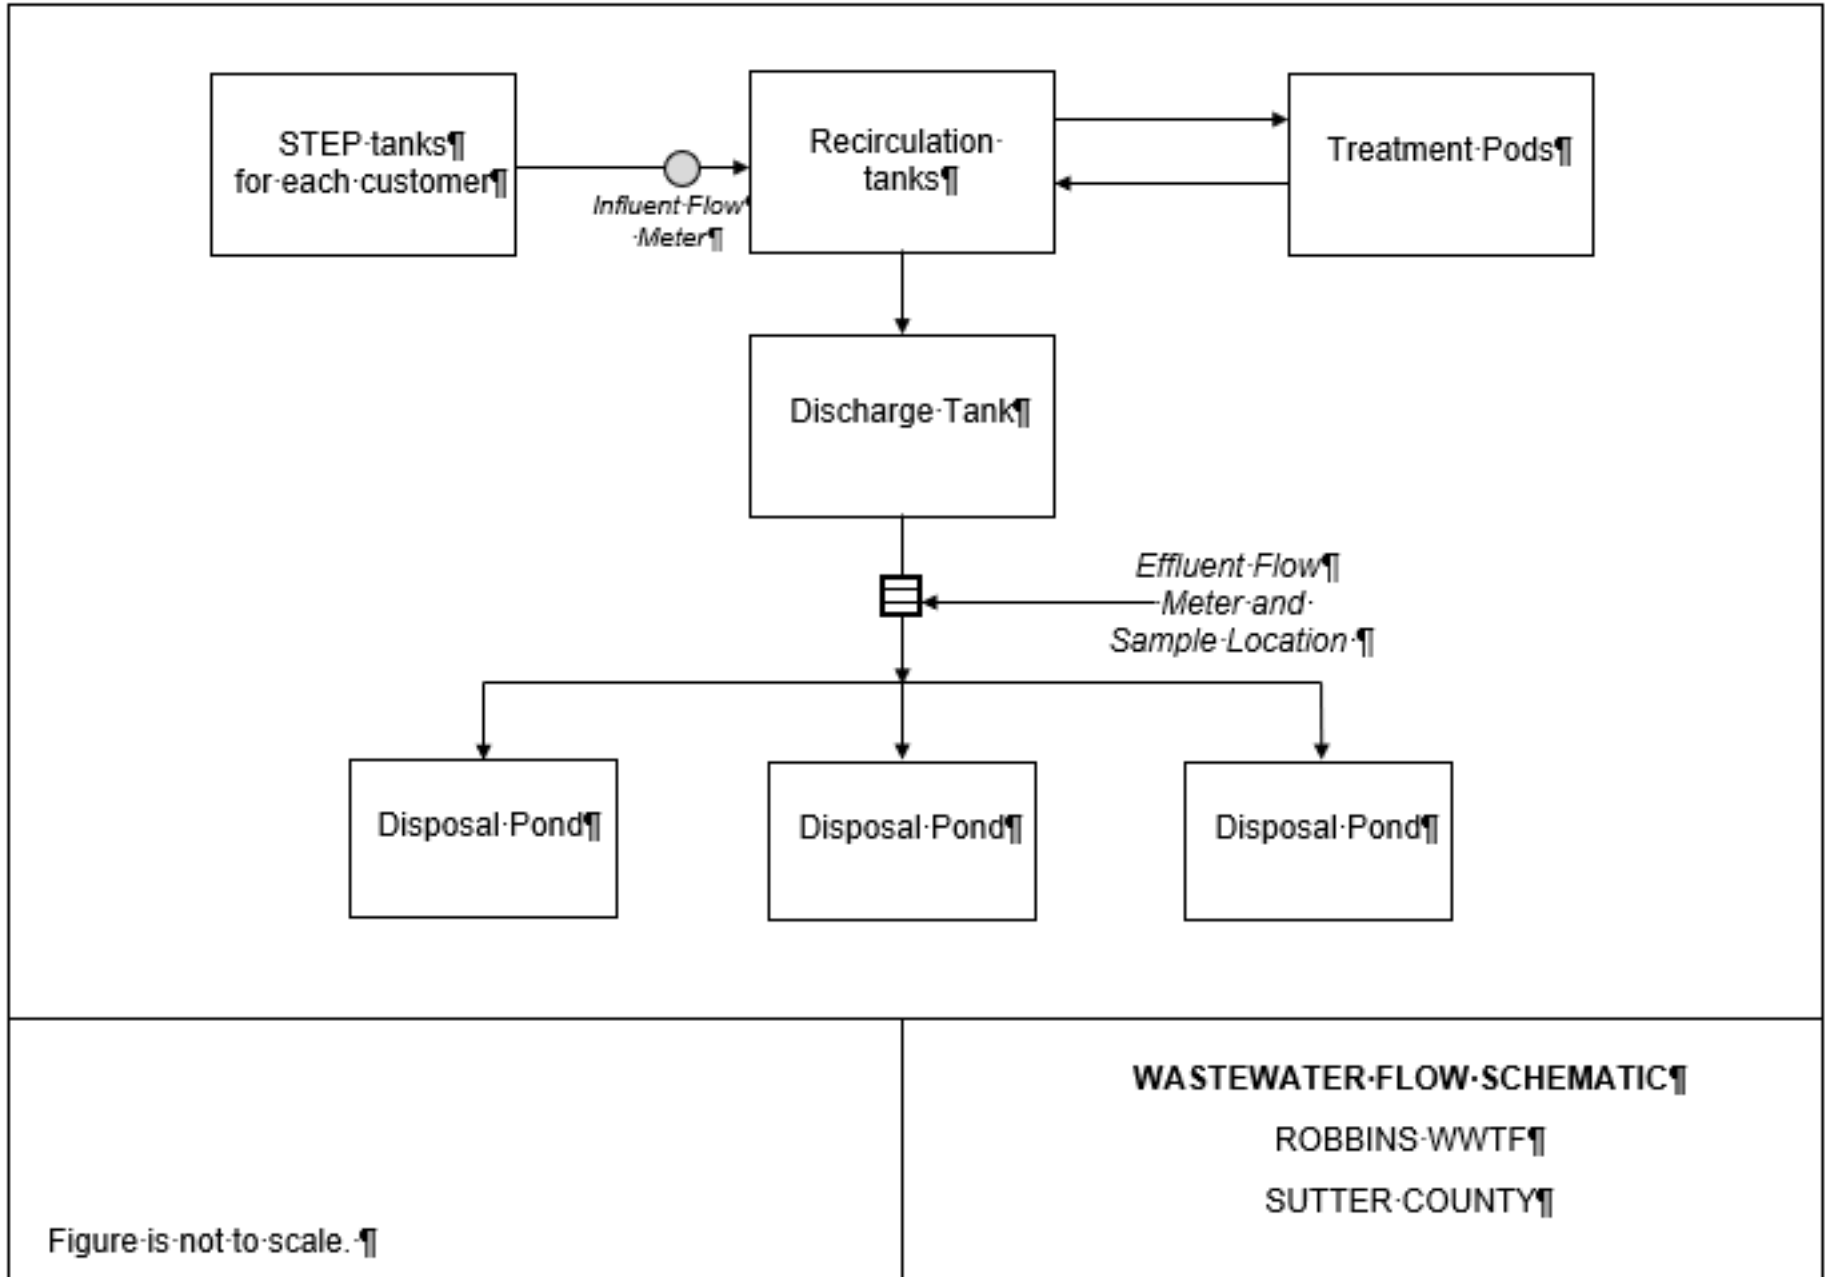 STEP·tanks¶
for·each·customer¶
Influent·Flow¶
·Meter¶
Recirculation·
tanks¶
Treatment·Pods¶
Discharge·Tank¶
Effluent·Flow¶
·Meter·and·
Sample·Location·¶
Disposal·Pond¶
Disposal·Pond¶
Disposal·Pond¶
WASTEWATER·FLOW·SCHEMATIC¶
ROBBINS·WWTF¶
SUTTER·COUNTY¶
Figure·is·not·to·scale.·¶